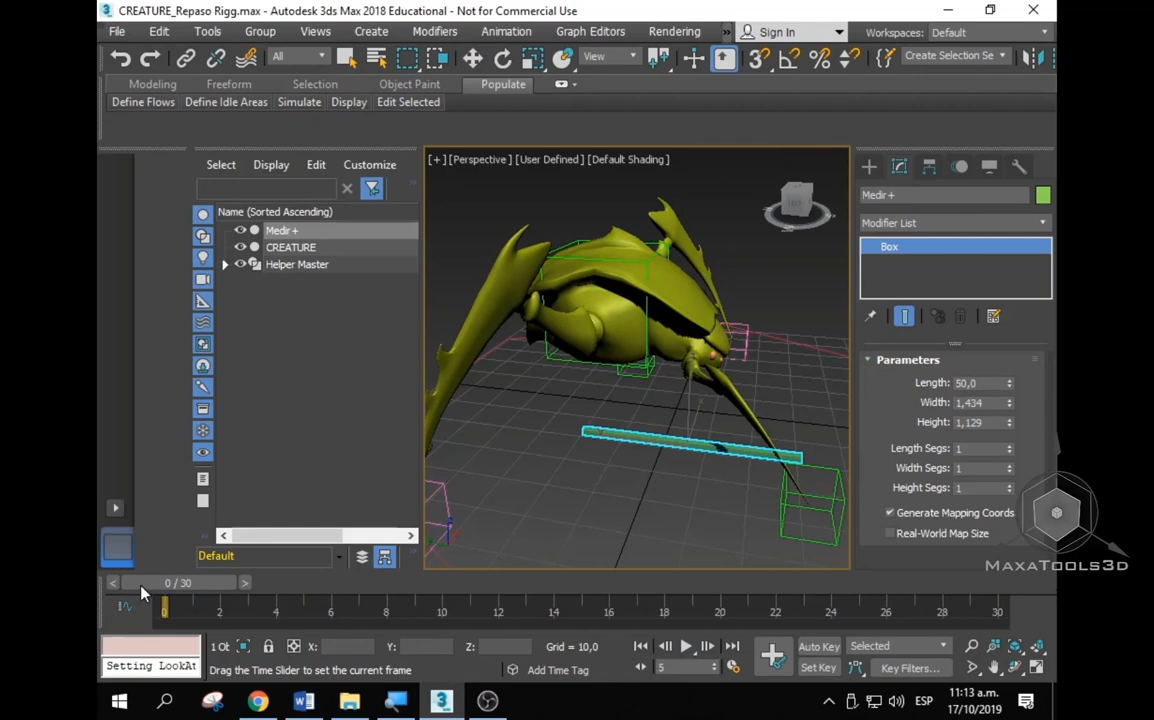 CREATURE_Repaso Rigg.max - Autodesk 3ds Max 2018 Educational - Not for Commercial Use
File Edit Tools Group Views Create Modifiers Animation Graph Editors Rendering » Sign In Workspaces: Default
All View Create Selection Se
Modeling Freeform Selection Object Paint Populate
Define Flows Define Idle Areas Simulate Display Edit Selected
Select Display Edit Customize
[+] [Perspective] [User Defined] [Default Shading]
Name (Sorted Ascending)
Medir+
CREATURE
Helper Master
Default
Medir+
Modifier List
Box
Parameters
Length: 50,0
Width: 1,434
Height: 1,129
Length Segs: 1
Width Segs: 1
Height Segs: 1
Generate Mapping Coords
Real-World Map Size
MaxaTools3D
< 0 / 30 >
0 2 4 6 8 10 12 14 16 18 20 22 24 26 28 30
1 Ob X: Y: Z: Grid = 10,0 Auto Key Selected
Setting LookAt Drag the Time Slider to set the current frame Add Time Tag 5 Set Key Key Filters...
ESP
11:13 a.m.
17/10/2019